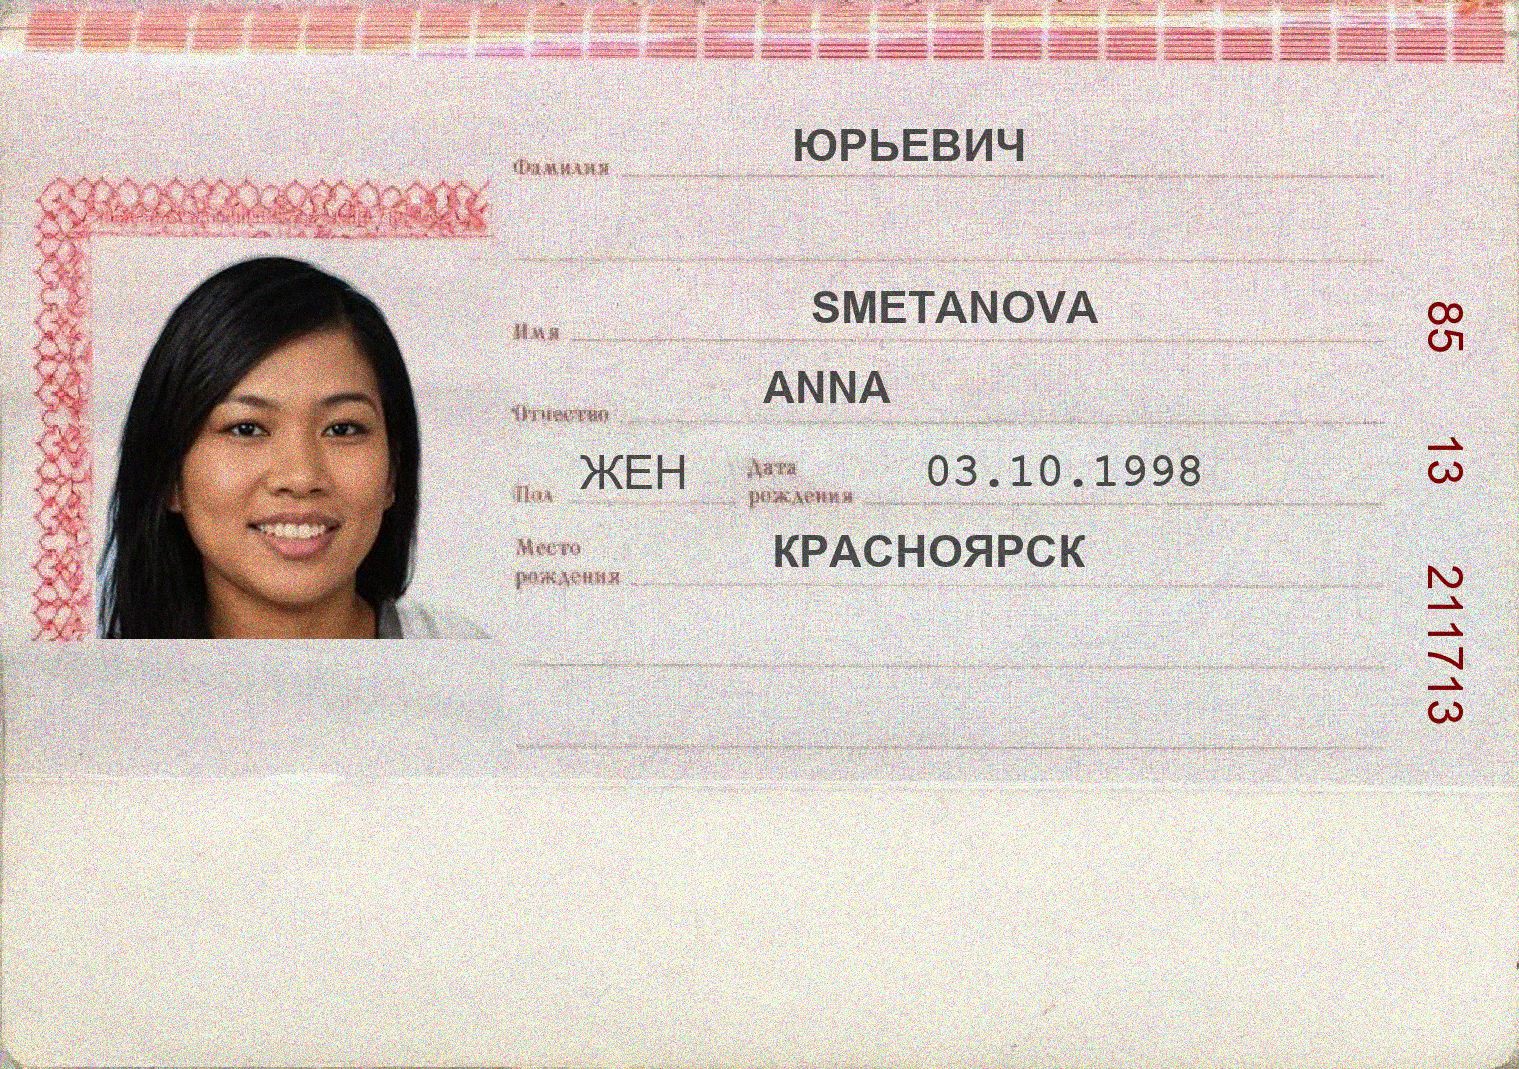 Фамилия ЮРЬЕВИЧ
Имя SMETANOVA
Отчество ANNA
Пол ЖЕН Дата рождения 03.10.1998
Место рождения КРАСНОЯРСК
85 13 211713